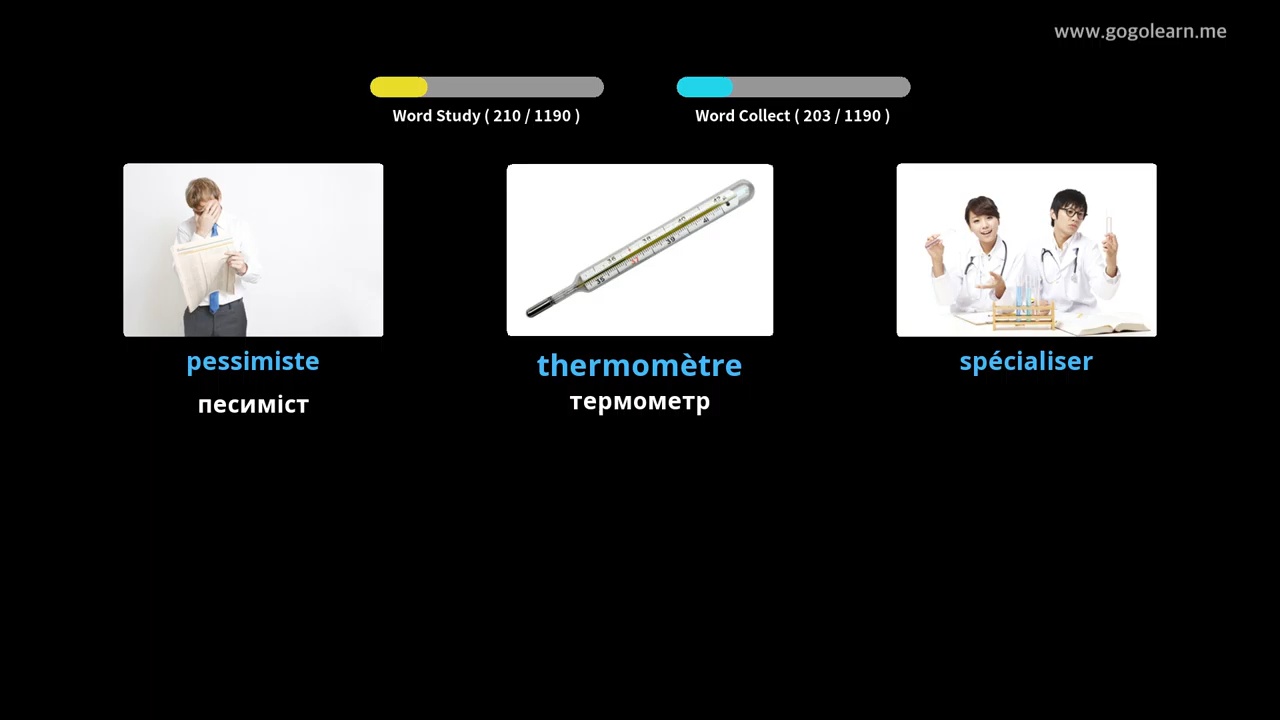 www.gogolearn.me
Word Study ( 210 / 1190 )
Word Collect ( 203 / 1190 )
pessimiste
песиміст
thermomètre
термометр
spécialiser